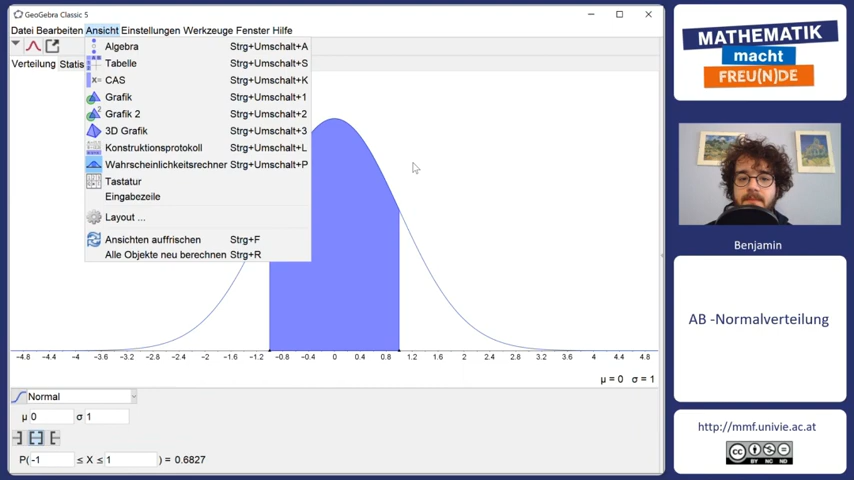 GeoGebra Classic 5
Datei Bearbeiten Ansicht Einstellungen Werkzeuge Fenster Hilfe
Verteilung Statis
Algebra Strg+Umschalt+A
Tabelle Strg+Umschalt+S
CAS Strg+Umschalt+K
Grafik Strg+Umschalt+1
Grafik 2 Strg+Umschalt+2
3D Grafik Strg+Umschalt+3
Konstruktionsprotokoll Strg+Umschalt+L
Wahrscheinlichkeitsrechner Strg+Umschalt+P
Tastatur
Eingabezeile
Layout ...
Ansichten auffrischen Strg+F
Alle Objekte neu berechnen Strg+R
-4.8 -4 -3.6 -3.2 -2.8 -2.4 -2 -1.6 -1.2 -0.8 -0.4 0 0.4 0.8 1.2 1.6 2 2.4 2.8 3.2 3.6 4 4.4 4.8
μ = 0 σ = 1
Normal
μ 0 σ 1
P( -1 ≤ X ≤ 1 ) = 0.6827
MATHEMATIK
macht
FREU(N)DE
Benjamin
AB -Normalverteilung
http://mmf.univie.ac.at
CC
BY NC ND